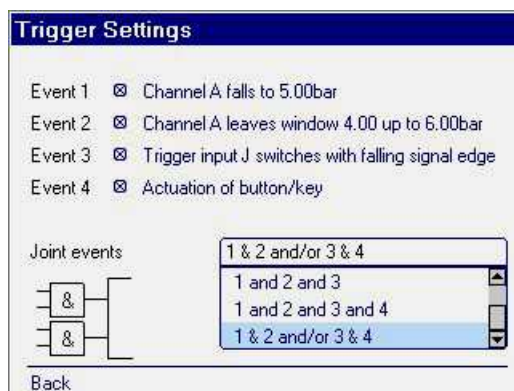 Trigger Settings
Event 1 Channel A falls to 5.00bar
Event 2 Channel A leaves window 4.00 up to 6.00bar
Event 3 Trigger input J switches with falling signal edge
Event 4 Actuation of button/key
Joint events 1 & 2 and/or 3 & 4
1 and 2 and 3
1 and 2 and 3 and 4
1 & 2 and/or 3 & 4
&
&
Back